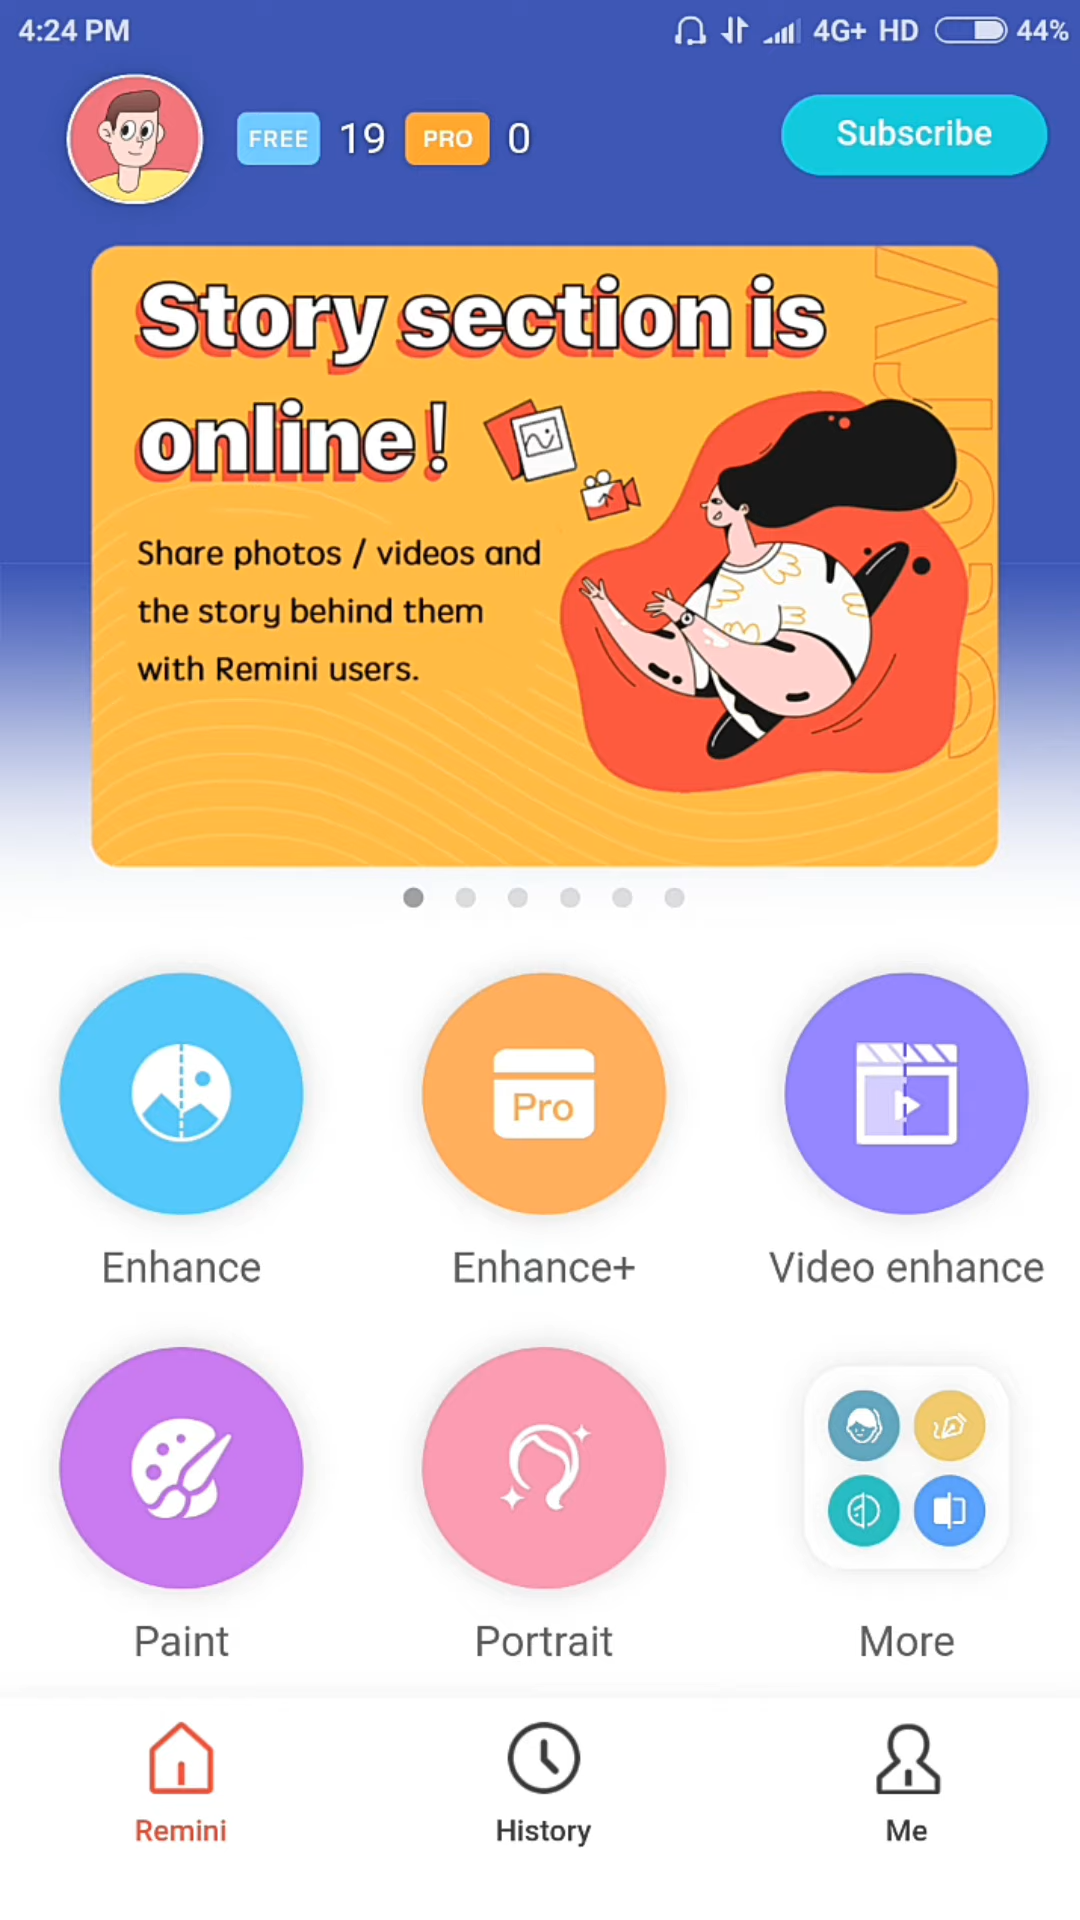 4:24 PM 4G+ HD 44%
FREE 19 PRO 0 Subscribe
Story section is
online!
Share photos / videos and
the story behind them
with Remini users.
Story
Pro
Enhance Enhance+ Video enhance
Paint Portrait More
Remini History Me